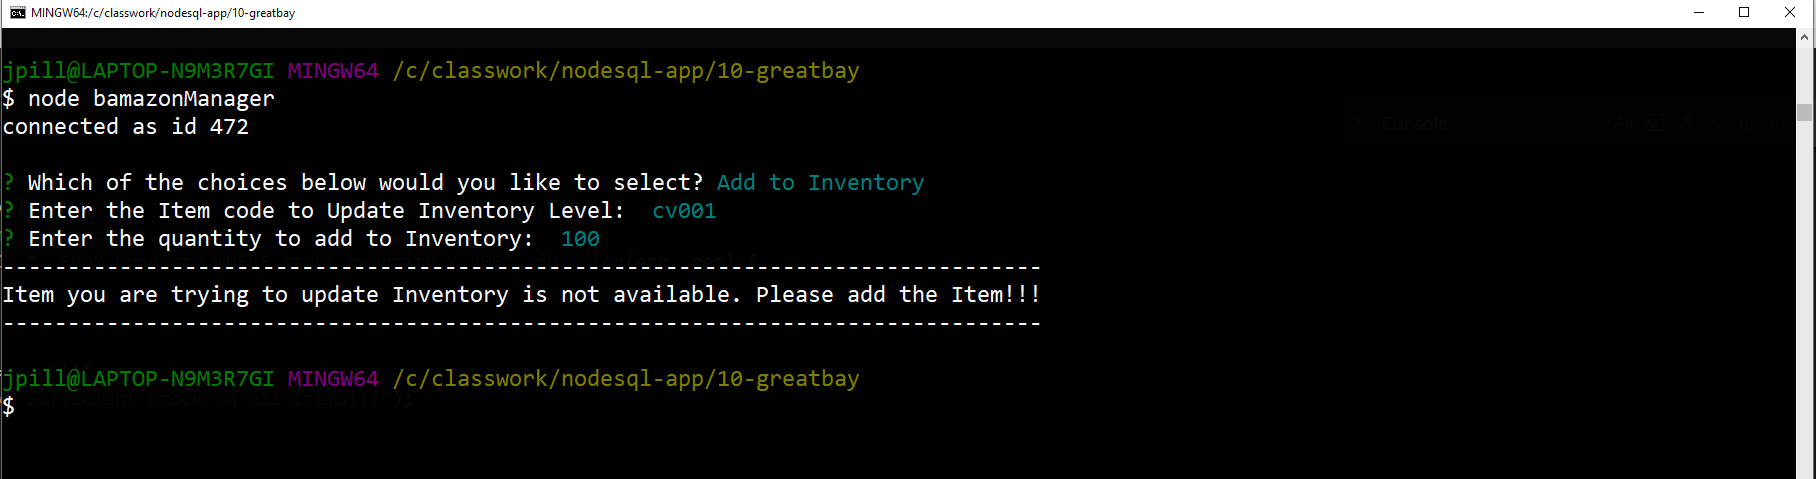 MINGW64:/c/classwork/nodesql-app/10-greatbay
jpill@LAPTOP-N9M3R7GI MINGW64 /c/classwork/nodesql-app/10-greatbay
$ node bamazonManager
connected as id 472
Console
? Which of the choices below would you like to select? Add to Inventory
? Enter the Item code to Update Inventory Level:  cv001
? Enter the quantity to add to Inventory:  100
--------------------------------------------------------------------------------
Item you are trying to update Inventory is not available. Please add the Item!!!
--------------------------------------------------------------------------------
jpill@LAPTOP-N9M3R7GI MINGW64 /c/classwork/nodesql-app/10-greatbay
$